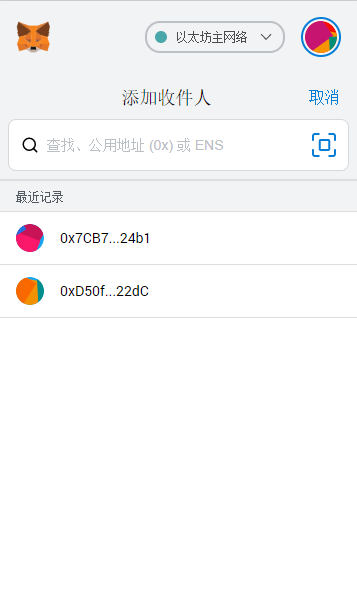 以太坊主网络
添加收件人 取消
查找、公用地址 (0x) 或 ENS
最近记录
0x7CB7...24b1
0xD50f...22dC